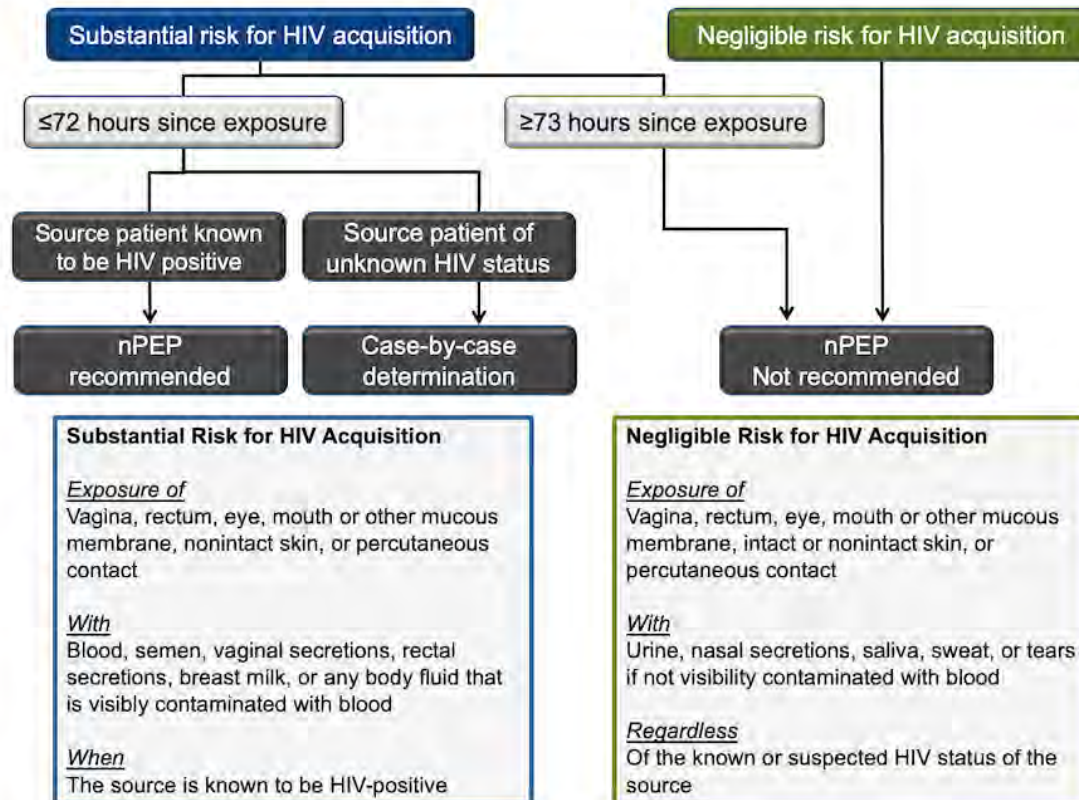 Substantial risk for HIV acquisition
Negligible risk for HIV acquisition
≤72 hours since exposure
≥73 hours since exposure
Source patient known
to be HIV positive
Source patient of
unknown HIV status
nPEP
recommended
Case-by-case
determination
nPEP
Not recommended
Substantial Risk for HIV Acquisition
Exposure of
Vagina, rectum, eye, mouth or other mucous
membrane, nonintact skin, or percutaneous
contact
With
Blood, semen, vaginal secretions, rectal
secretions, breast milk, or any body fluid that
is visibly contaminated with blood
When
The source is known to be HIV-positive
Negligible Risk for HIV Acquisition
Exposure of
Vagina, rectum, eye, mouth or other mucous
membrane, intact or nonintact skin, or
percutaneous contact
With
Urine, nasal secretions, saliva, sweat, or tears
if not visibility contaminated with blood
Regardless
Of the known or suspected HIV status of the
source